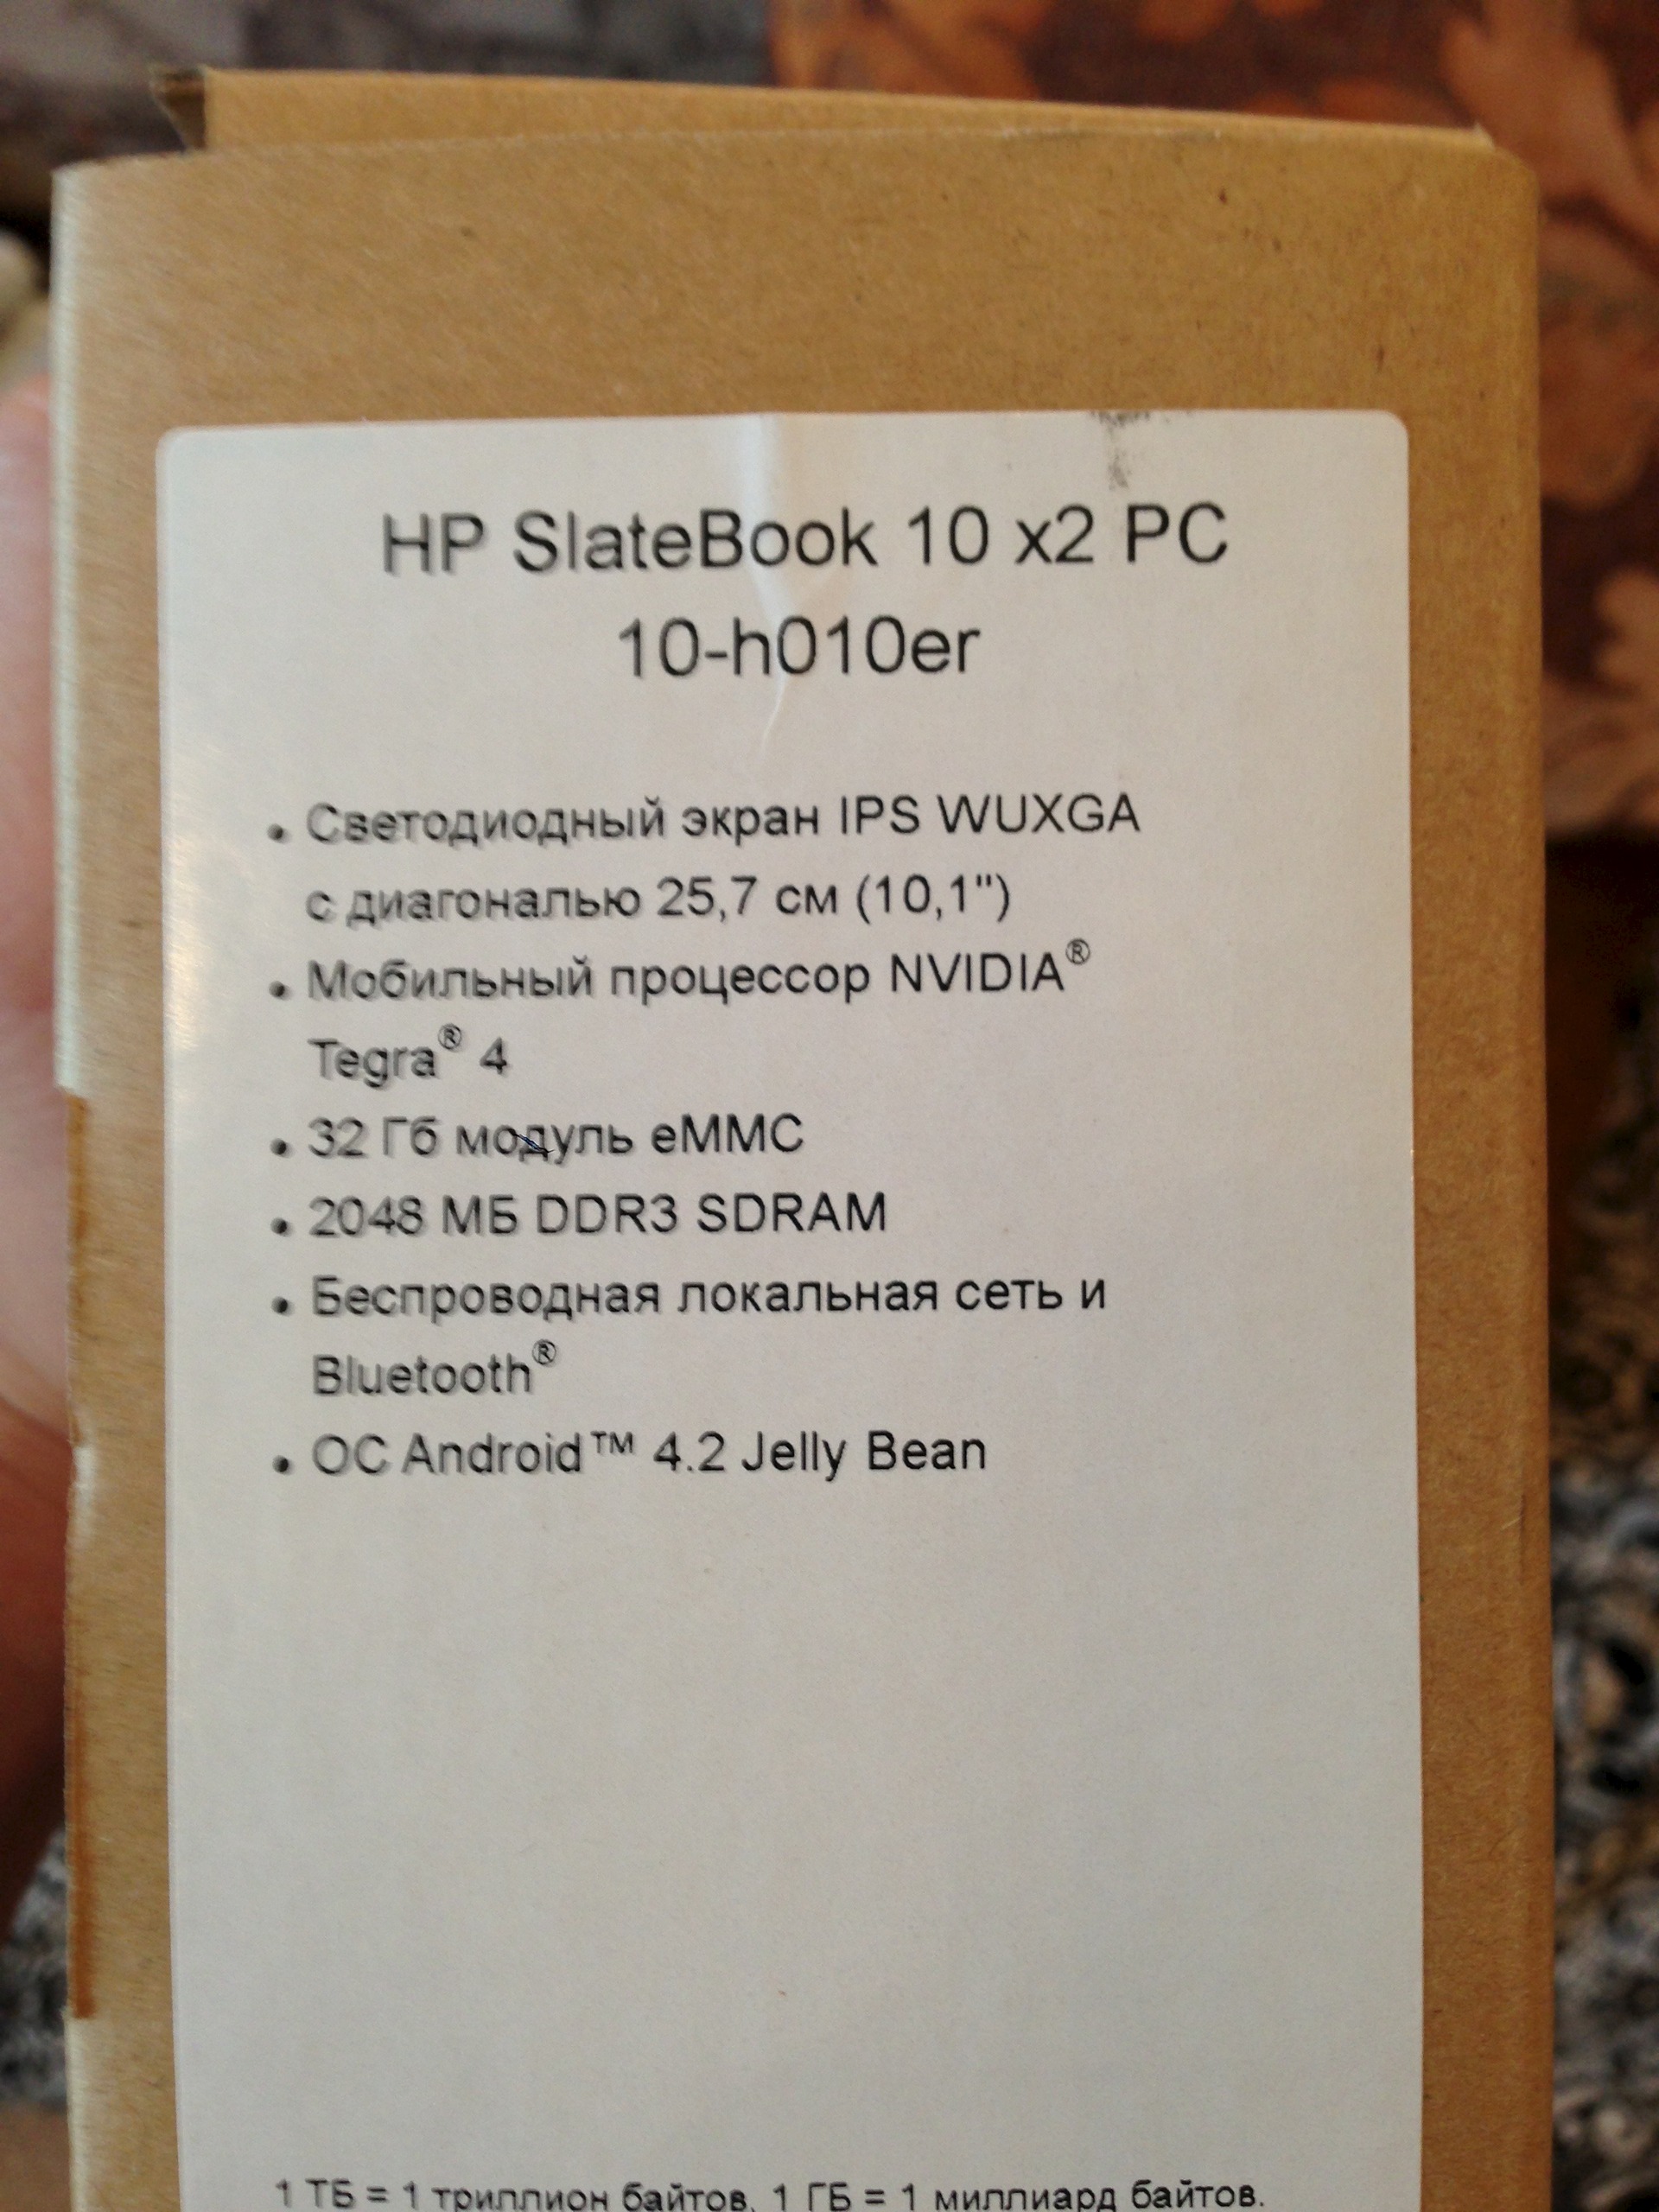 HP SlateBook 10 x2 PC
10-h010er
• Светодиодный экран IPS WUXGA
с диагональю 25,7 см (10,1")
• Мобильный процессор NVIDIA®
Tegra® 4
• 32 Гб модуль eMMC
• 2048 МБ DDR3 SDRAM
• Беспроводная локальная сеть и
Bluetooth®
• ОС Android™ 4.2 Jelly Bean
1 ТБ = 1 триллион байтов. 1 ГБ = 1 миллиард байтов.